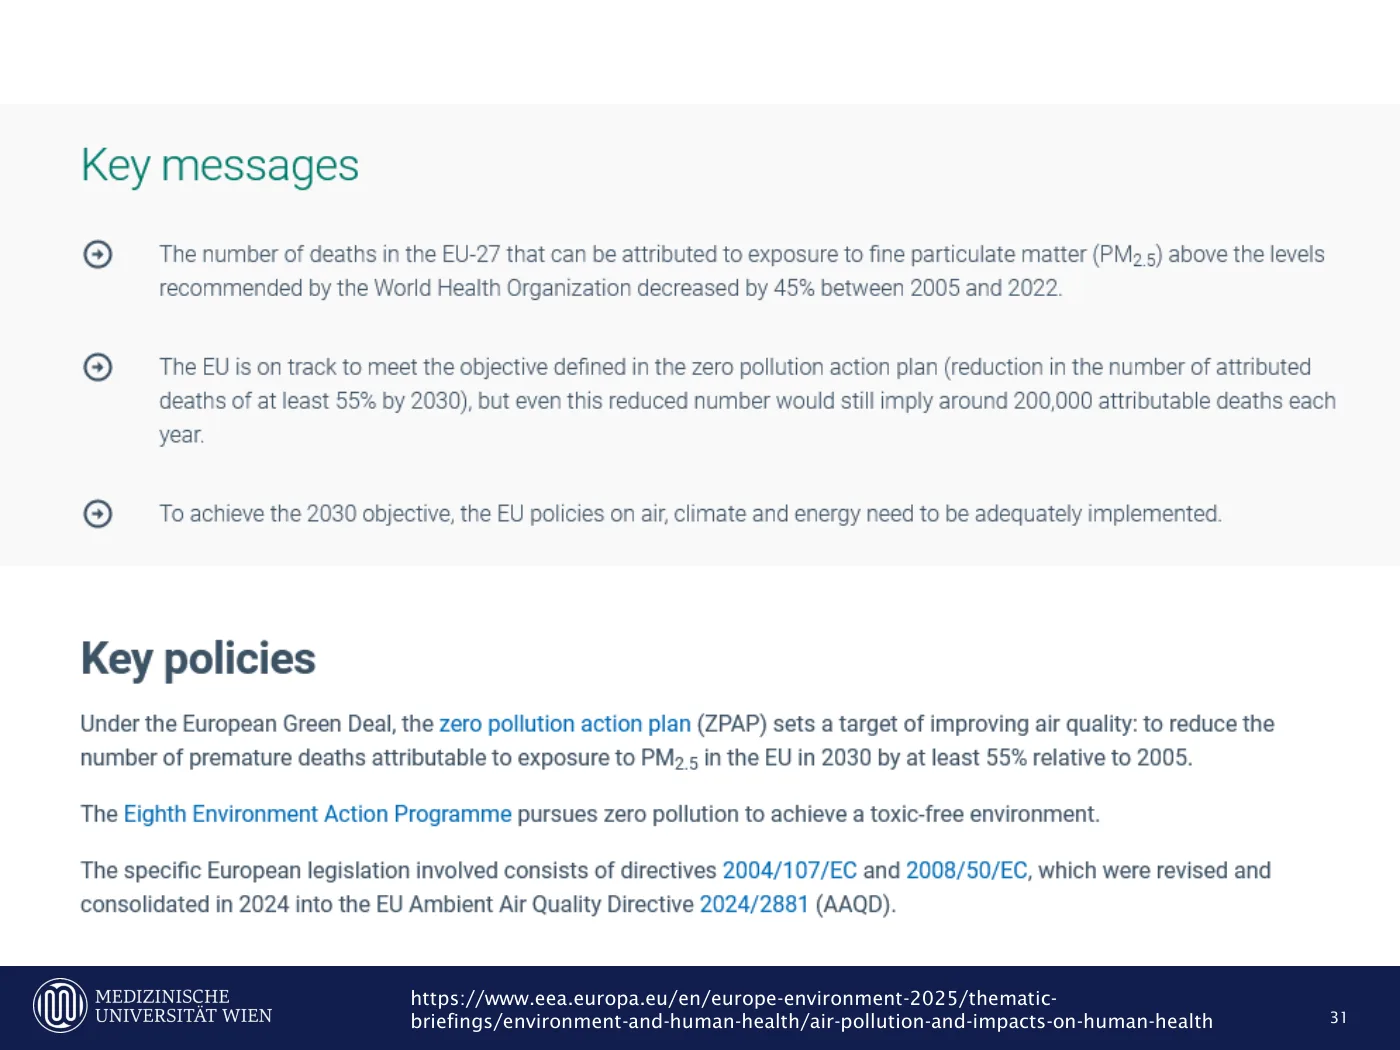 Key messages
The number of deaths in the EU-27 that can be attributed to exposure to fine particulate matter (PM2.5) above the levels
recommended by the World Health Organization decreased by 45% between 2005 and 2022.
The EU is on track to meet the objective defined in the zero pollution action plan (reduction in the number of attributed
deaths of at least 55% by 2030), but even this reduced number would still imply around 200,000 attributable deaths each
year.
To achieve the 2030 objective, the EU policies on air, climate and energy need to be adequately implemented.
Key policies
Under the European Green Deal, the zero pollution action plan (ZPAP) sets a target of improving air quality: to reduce the
number of premature deaths attributable to exposure to PM2.5 in the EU in 2030 by at least 55% relative to 2005.
The Eighth Environment Action Programme pursues zero pollution to achieve a toxic-free environment.
The specific European legislation involved consists of directives 2004/107/EC and 2008/50/EC, which were revised and
consolidated in 2024 into the EU Ambient Air Quality Directive 2024/2881 (AAQD).
MEDIZINISCHE
UNIVERSITÄT WIEN
https://www.eea.europa.eu/en/europe-environment-2025/thematic-
briefings/environment-and-human-health/air-pollution-and-impacts-on-human-health
31